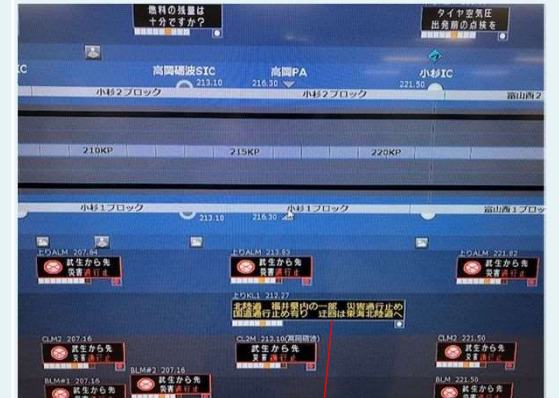 燃料の残量は
十分ですか?
タイヤ空気圧
出発前の点検を
IC
高岡砺波SIC
高岡PA
小杉IC
213.10
216.30
221.50
小杉2ブロック
小杉2ブロック
富山西2
210KP
215KP
220KP
小杉1ブロック
小杉1ブロック
富山西1ブロッ
213.10
216.30
上りALM 207.84
武生から先
災害通行止
上りALM 213.83
武生から先
災害通行止
上りALM 221.82
武生から先
災害通行止
上りKL1 212.27
北陸道 福井県内の一部 災害通行止め
国道通行止め有り 迂回は東海北陸道へ
CLM2 207.16
武生から先
災害通行止
CL2M 213.10(高岡砺波)
武生から先
災害通行止
CLM2 221.50
武生から先
災害通行止
BLM#1 207.16
武生から先
BLM#2 207.16
武生から先
災害通行止
BLM 221.50
武生から先